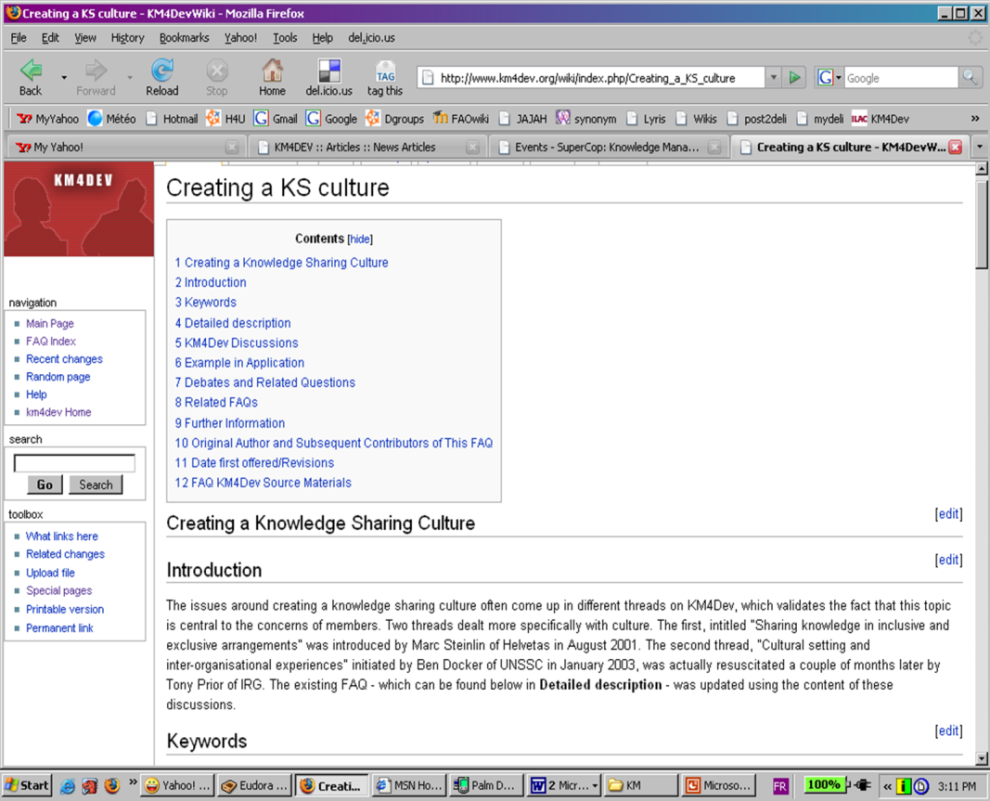 Creating a KS culture - KM4DevWiki - Mozilla Firefox
File Edit View History Bookmarks Yahoo! Tools Help del.icio.us
Back Forward Reload Stop Home del.icio.us TAG tag this http://www.km4dev.org/wiki/index.php/Creating_a_KS_culture G Google
MyYahoo Météo Hotmail H4U Gmail Google Dgroups FAOwiki JAJAH synonym Lyris Wikis post2deli mydeli ILAC KM4Dev »
My Yahoo! KM4DEV :: Articles :: News Articles Events - SuperCop: Knowledge Mana... Creating a KS culture - KM4DevW...
KM4DEV
Creating a KS culture
Contents [hide]
1 Creating a Knowledge Sharing Culture
2 Introduction
3 Keywords
4 Detailed description
5 KM4Dev Discussions
6 Example in Application
7 Debates and Related Questions
8 Related FAQs
9 Further Information
10 Original Author and Subsequent Contributors of This FAQ
11 Date first offered/Revisions
12 FAQ KM4Dev Source Materials
navigation
Main Page
FAQ Index
Recent changes
Random page
Help
km4dev Home
search
Go Search
toolbox
What links here
Related changes
Upload file
Special pages
Printable version
Permanent link
Creating a Knowledge Sharing Culture [edit]
Introduction [edit]
The issues around creating a knowledge sharing culture often come up in different threads on KM4Dev, which validates the fact that this topic
is central to the concerns of members. Two threads dealt more specifically with culture. The first, intitled "Sharing knowledge in inclusive and
exclusive arrangements" was introduced by Marc Steinlin of Helvetas in August 2001. The second thread, "Cultural setting and
inter-organisational experiences" initiated by Ben Docker of UNSSC in January 2003, was actually resuscitated a couple of months later by
Tony Prior of IRG. The existing FAQ - which can be found below in Detailed description - was updated using the content of these
discussions.
Keywords [edit]
Start » Yahoo! ... Eudora ... Creati... MSN Ho... Palm D... 2 Micr... KM Microso... FR 100% « 3:11 PM